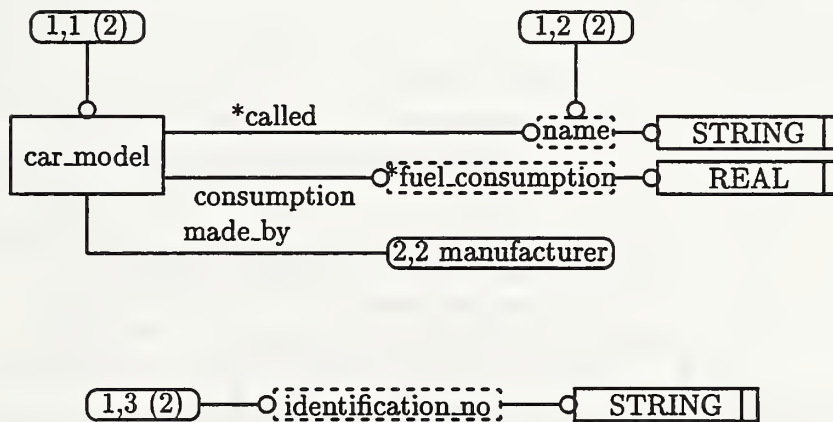 1,1 (2)
1,2 (2)
*called
name
STRING
car_model
*fuel_consumption
REAL
consumption
made_by
2,2 manufacturer
1,3 (2)
identification_no
STRING